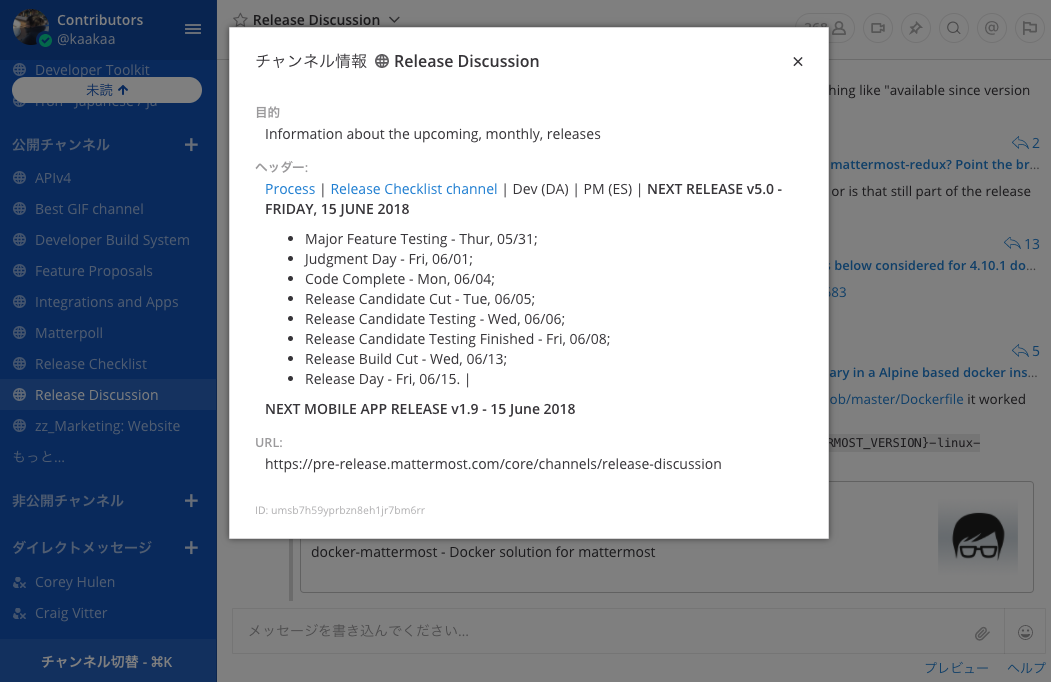 Contributors
@kaakaa
Developer Toolkit
未読 ↑
公開チャンネル +
APIv4
Best GIF channel
Developer Build System
Feature Proposals
Integrations and Apps
Matterpoll
Release Checklist
Release Discussion
zz_Marketing: Website
もっと...
非公開チャンネル +
ダイレクトメッセージ +
Corey Hulen
Craig Vitter
チャンネル切替 - ⌘K
Release Discussion
チャンネル情報 Release Discussion ×
目的
Information about the upcoming, monthly, releases
ヘッダー:
Process | Release Checklist channel | Dev (DA) | PM (ES) | NEXT RELEASE v5.0 -
FRIDAY, 15 JUNE 2018
• Major Feature Testing - Thur, 05/31;
• Judgment Day - Fri, 06/01;
• Code Complete - Mon, 06/04;
• Release Candidate Cut - Tue, 06/05;
• Release Candidate Testing - Wed, 06/06;
• Release Candidate Testing Finished - Fri, 06/08;
• Release Build Cut - Wed, 06/13;
• Release Day - Fri, 06/15. |
NEXT MOBILE APP RELEASE v1.9 - 15 June 2018
URL:
https://pre-release.mattermost.com/core/channels/release-discussion
ID: umsb7h59yprbzn8eh1jr7bm6rr
hing like "available since version
2
mattermost-redux? Point the br...
or is that still part of the release
13
s below considered for 4.10.1 do...
583
5
ary in a Alpine based docker ins...
ob/master/Dockerfile it worked
RMOST_VERSION}-linux-
docker-mattermost - Docker solution for mattermost
メッセージを書き込んでください...
プレビュー ヘルプ